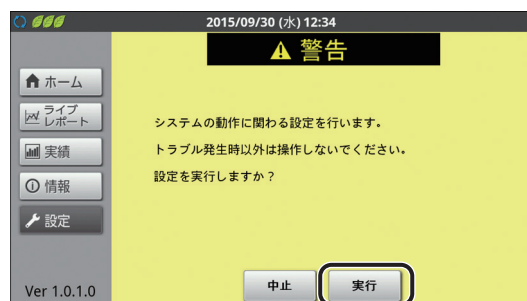 2015/09/30 (水) 12:34
警告
ホーム
ライブ
レポート
実績
情報
設定
Ver 1.0.1.0
システムの動作に関わる設定を行います。
トラブル発生時以外は操作しないでください。
設定を実行しますか？
中止
実行